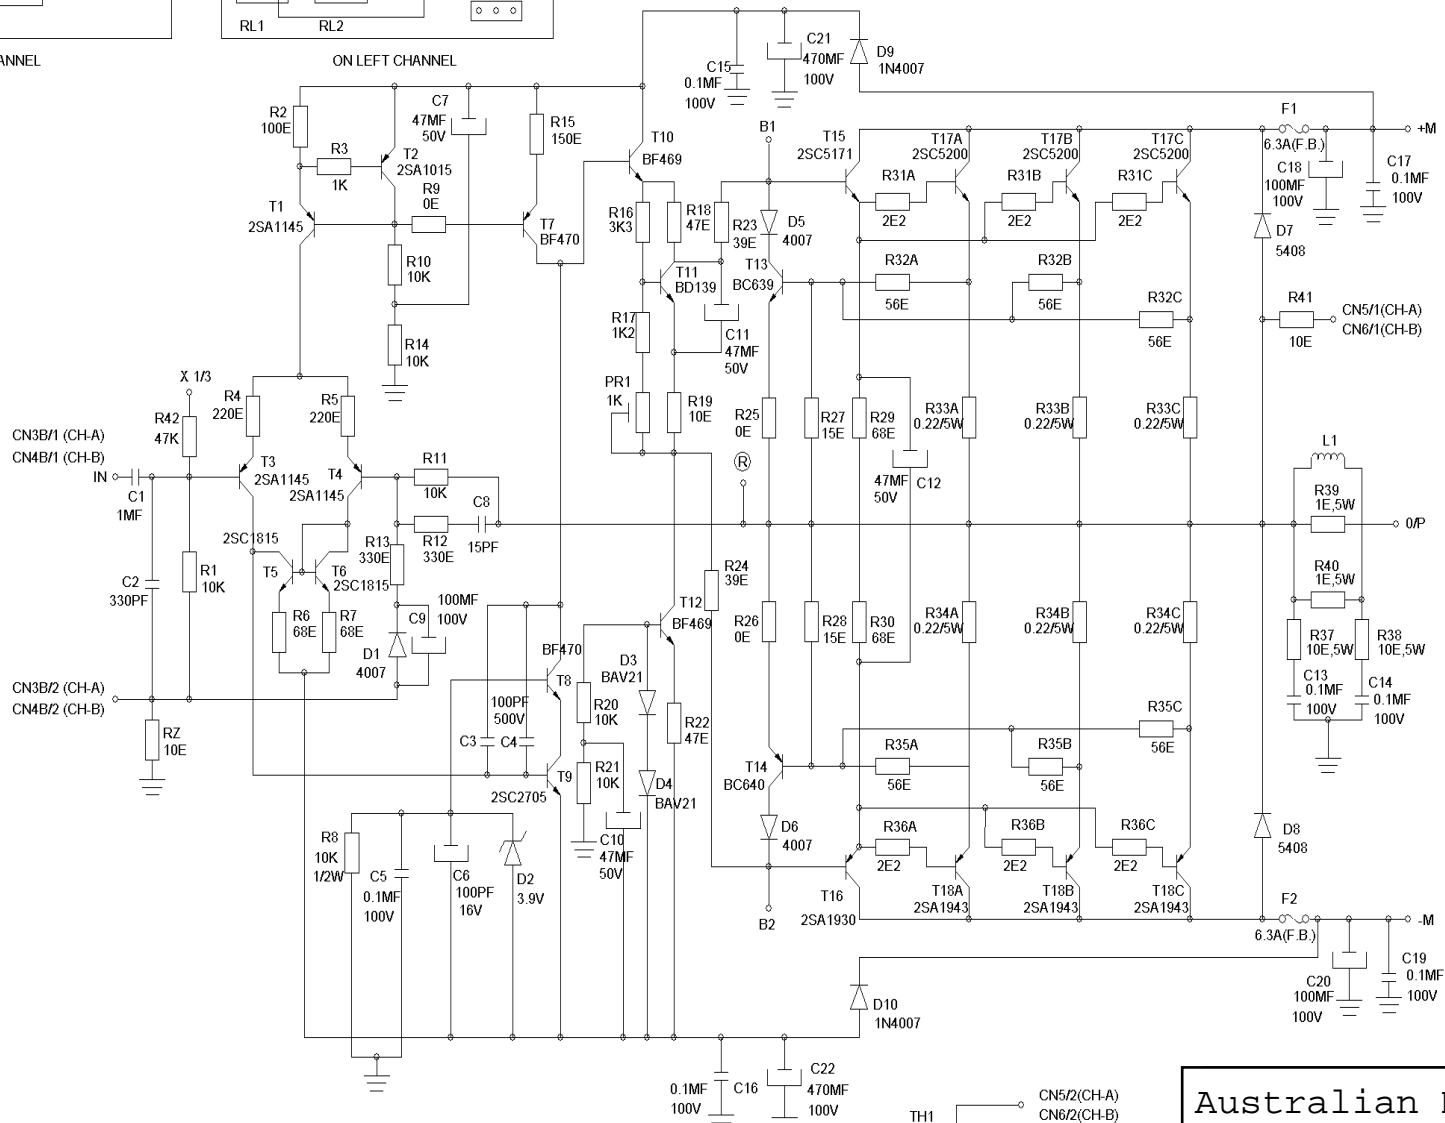 RL1
RL2
ANNEL
ON LEFT CHANNEL
C15
0.1MF
100V
C21
470MF
100V
D9
1N4007
R2
100E
C7
47MF
50V
R15
150E
R3
1K
T2
2SA1015
T1
2SA1145
R9
0E
T7
BF470
R10
10K
R14
10K
T10
BF469
R16
3K3
R18
47E
R23
39E
B1
D5
4007
T11
BD139
T13
BC639
R17
1K2
C11
47MF
50V
PR1
1K
R19
10E
T15
2SC5171
T17A
2SC5200
T17B
2SC5200
T17C
2SC5200
R31A
2E2
R31B
2E2
R31C
2E2
R32A
56E
R32B
56E
R32C
56E
F1
6.3A(F.B.)
+M
C18
100MF
100V
C17
0.1MF
100V
D7
5408
R41
10E
CN5/1(CH-A)
CN6/1(CH-B)
X 1/3
R42
47K
R4
220E
R5
220E
CN3B/1 (CH-A)
CN4B/1 (CH-B)
IN
C1
1MF
T3
2SA1145
T4
2SA1145
R11
10K
C8
15PF
R12
330E
R13
330E
2SC1815
T5
T6
2SC1815
C2
330PF
R1
10K
R6
68E
R7
68E
100MF
100V
C9
D1
4007
CN3B/2 (CH-A)
CN4B/2 (CH-B)
RZ
10E
R25
0E
R27
15E
R29
68E
47MF
50V
C12
R33A
0.22/5W
R33B
0.22/5W
R33C
0.22/5W
R
L1
R39
1E,5W
0/P
R40
1E,5W
R37
10E,5W
R38
10E,5W
C13
0.1MF
100V
C14
0.1MF
100V
R24
39E
R26
0E
R28
15E
R30
68E
R34A
0.22/5W
R34B
0.22/5W
R34C
0.22/5W
T12
BF469
BF470
T8
D3
BAV21
R20
10K
R22
47E
100PF
500V
C3
C4
T9
2SC2705
R21
10K
D4
BAV21
C10
47MF
50V
R8
10K
1/2W
C5
0.1MF
100V
C6
100PF
16V
D2
3.9V
T14
BC640
D6
4007
B2
R35A
56E
R35B
56E
R35C
56E
R36A
2E2
R36B
2E2
R36C
2E2
T16
2SA1930
T18A
2SA1943
T18B
2SA1943
T18C
2SA1943
D8
5408
F2
6.3A(F.B.)
-M
C20
100MF
100V
C19
0.1MF
100V
D10
1N4007
0.1MF
100V
C16
C22
470MF
100V
TH1
CN5/2(CH-A)
CN6/2(CH-B)
Australian